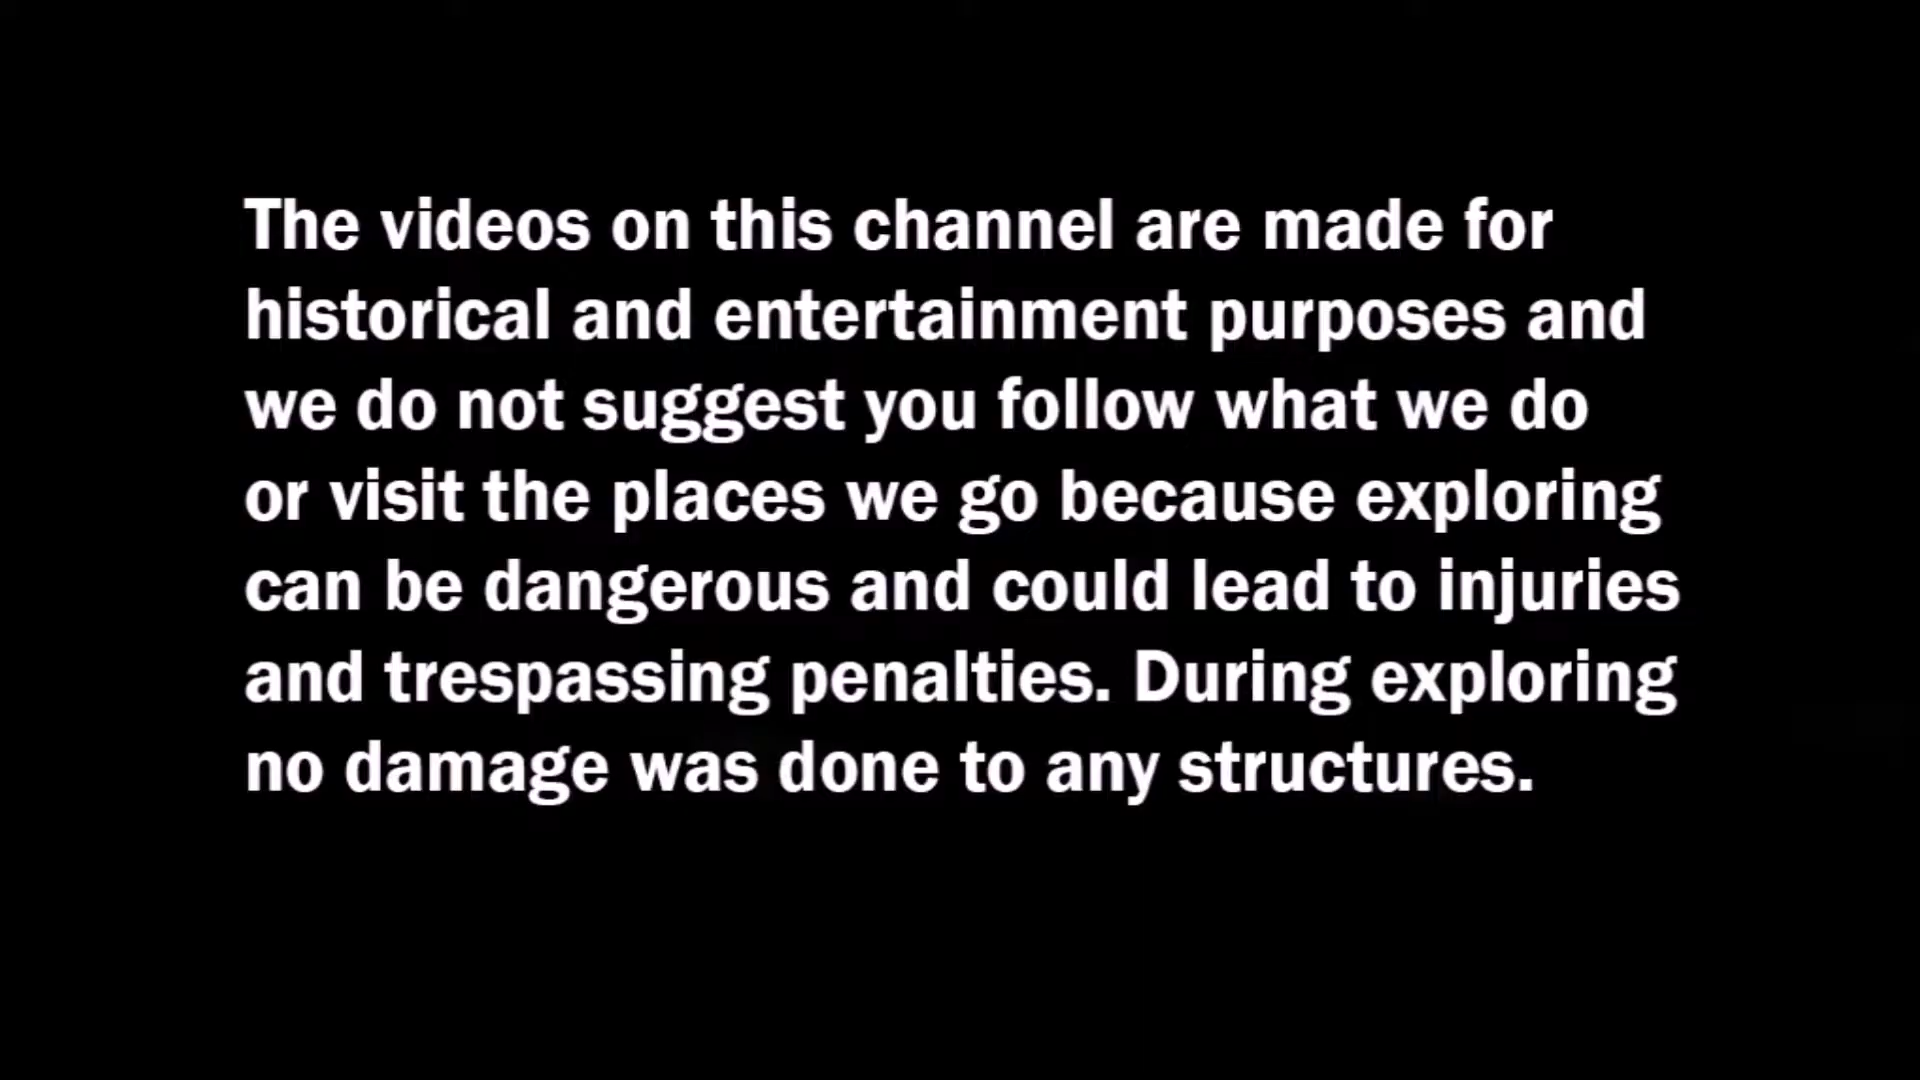 The videos on this channel are made for
historical and entertainment purposes and
we do not suggest you follow what we do
or visit the places we go because exploring
can be dangerous and could lead to injuries
and trespassing penalties. During exploring
no damage was done to any structures.